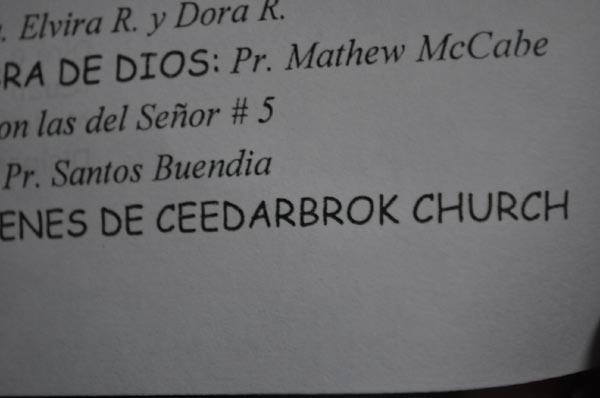 . Elvira R. y Dora R.
BRA DE DIOS: Pr. Mathew McCabe
on las del Señor # 5
Pr. Santos Buendia
ENES DE CEEDARBROK CHURCH